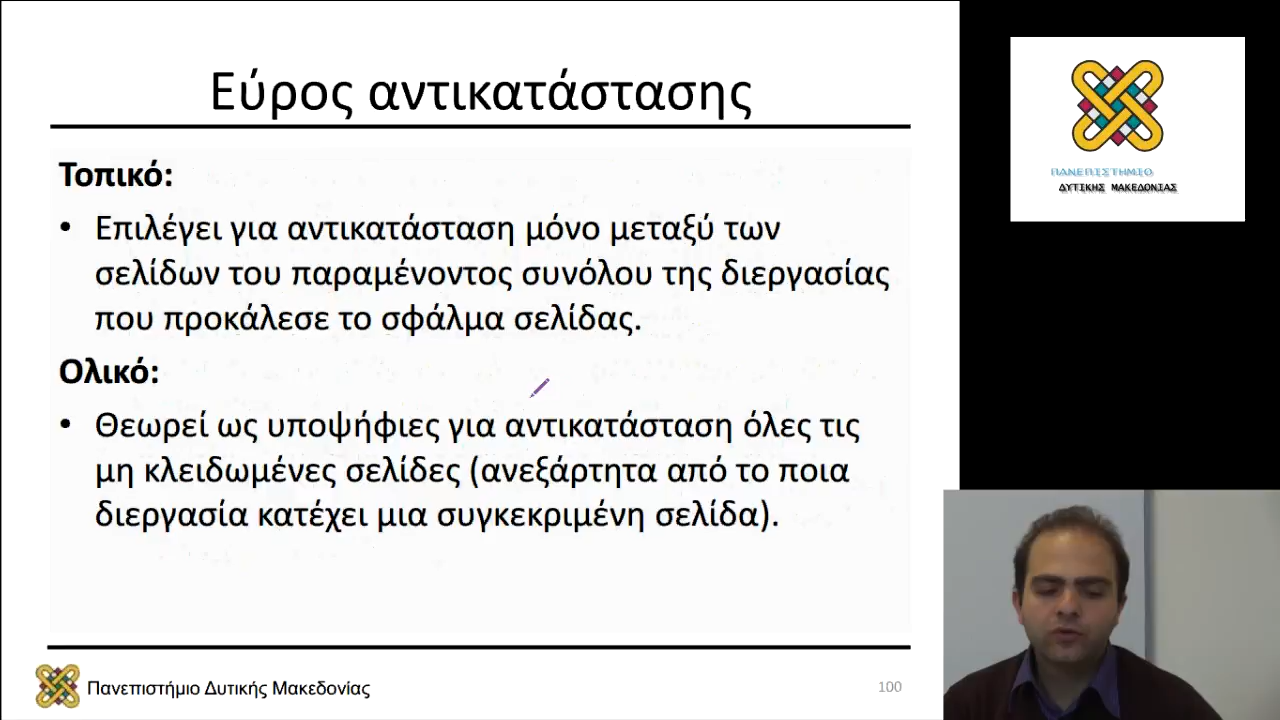 Εύρος αντικατάστασης
Τοπικό:
• Επιλέγει για αντικατάσταση μόνο μεταξύ των
σελίδων του παραμένοντος συνόλου της διεργασίας
που προκάλεσε το σφάλμα σελίδας.
Ολικό:
• Θεωρεί ως υποψήφιες για αντικατάσταση όλες τις
μη κλειδωμένες σελίδες (ανεξάρτητα από το ποια
διεργασία κατέχει μια συγκεκριμένη σελίδα).
Πανεπιστήμιο Δυτικής Μακεδονίας
100
ΠΑΝΕΠΙΣΤΗΜΙΟ
ΔΥΤΙΚΗΣ ΜΑΚΕΔΟΝΙΑΣ